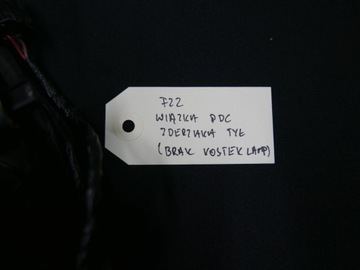 F22
WIĄZKA PDC
ZDERZAKA TYŁ
(BRAK KOSTEK LAMP)